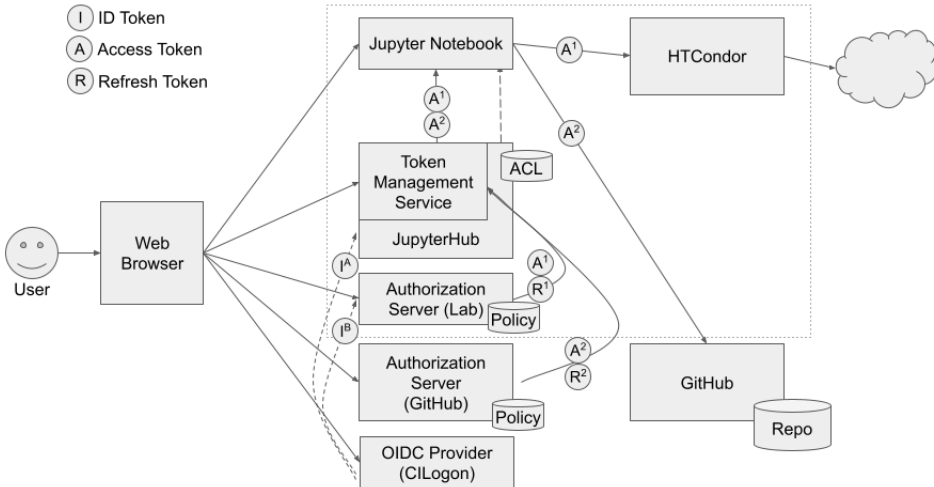 I ID Token
A Access Token
R Refresh Token
Jupyter Notebook
A1
HTCondor
A1
A2
A2
Token
Management
Service
ACL
JupyterHub
User
Web
Browser
IA
A1
R1
Authorization
Server (Lab)
Policy
IB
Authorization
Server
(GitHub)
Policy
A2
R2
GitHub
Repo
OIDC Provider
(CILogon)